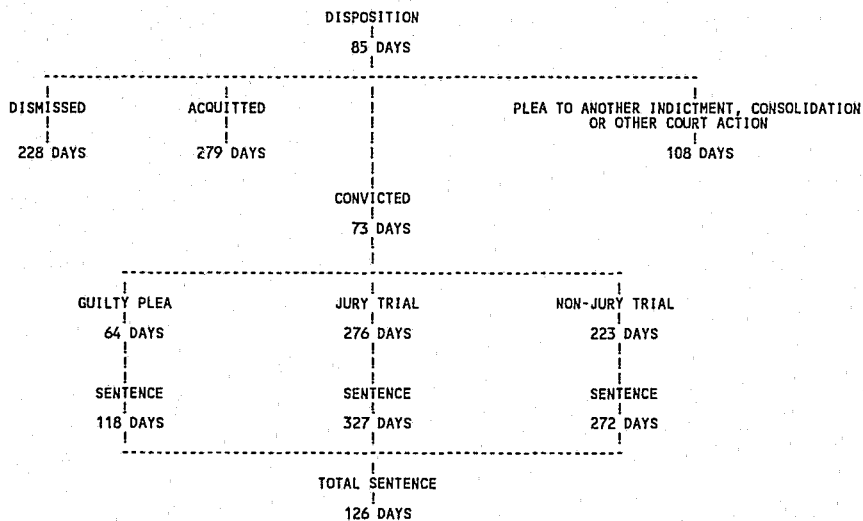 DISPOSITION
85 DAYS
DISMISSED ACQUITTED PLEA TO ANOTHER INDICTMENT, CONSOLIDATION
OR OTHER COURT ACTION
228 DAYS 279 DAYS 108 DAYS
CONVICTED
73 DAYS
GUILTY PLEA JURY TRIAL NON-JURY TRIAL
64 DAYS 276 DAYS 223 DAYS
SENTENCE SENTENCE SENTENCE
118 DAYS 327 DAYS 272 DAYS
TOTAL SENTENCE
126 DAYS